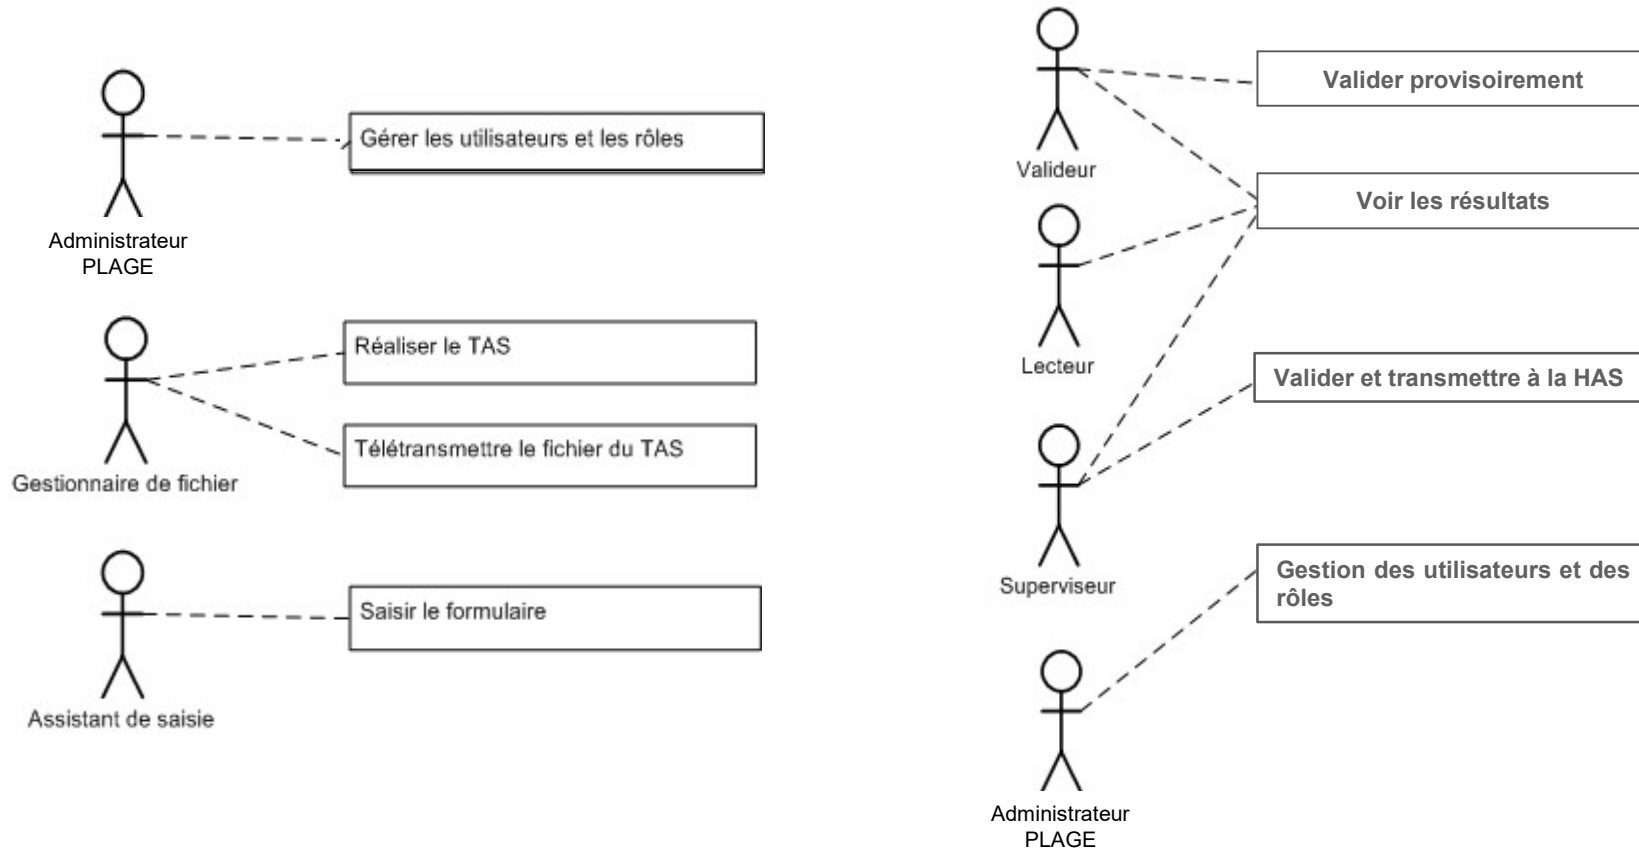 Gérer les utilisateurs et les rôles
Administrateur
PLAGE
Réaliser le TAS
Télétransmettre le fichier du TAS
Gestionnaire de fichier
Saisir le formulaire
Assistant de saisie
Valider provisoirement
Valideur
Voir les résultats
Lecteur
Valider et transmettre à la HAS
Superviseur
Gestion des utilisateurs et des
rôles
Administrateur
PLAGE